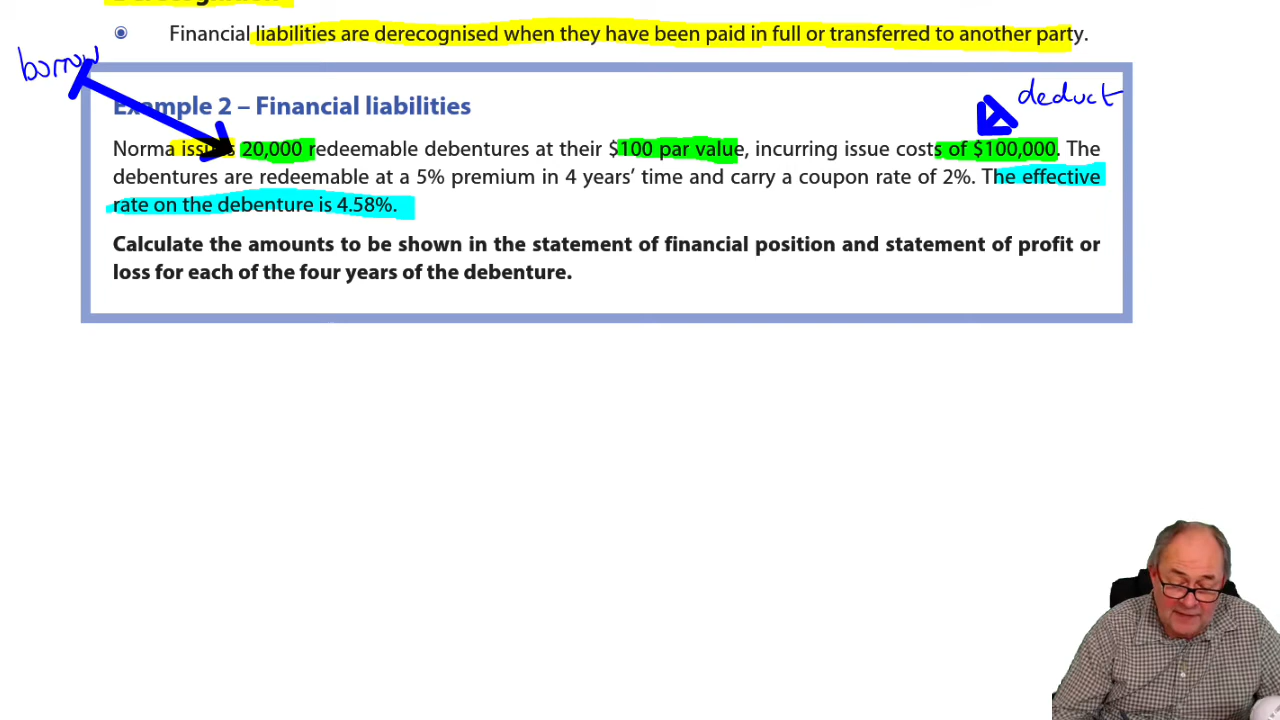 Financial liabilities are derecognised when they have been paid in full or transferred to another party.
borrow
Example 2 – Financial liabilities
deduct
Norma issues 20,000 redeemable debentures at their $100 par value, incurring issue costs of $100,000. The
debentures are redeemable at a 5% premium in 4 years’ time and carry a coupon rate of 2%. The effective
rate on the debenture is 4.58%.
Calculate the amounts to be shown in the statement of financial position and statement of profit or
loss for each of the four years of the debenture.